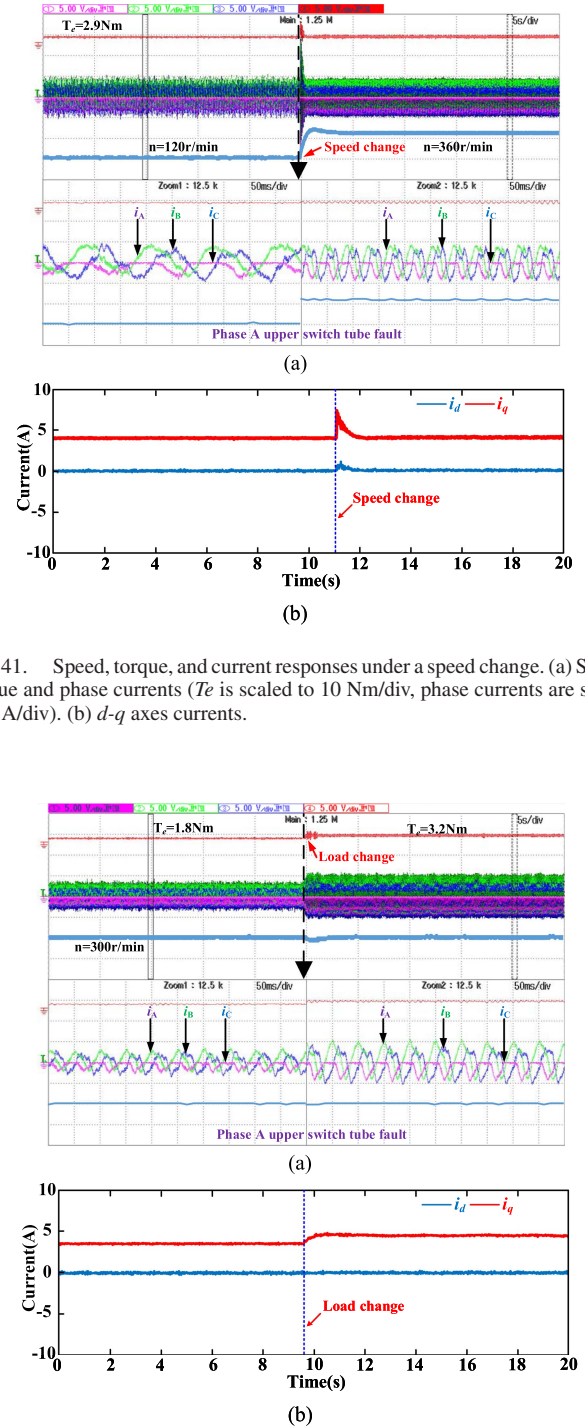 5.00 V 5.00 V 5.00 V 5.00 V
Te=2.9Nm Main : 1.25 M 5s/div
n=120r/min Speed change n=360r/min
Zoom1 : 12.5 k 50ms/div Zoom2 : 12.5 k 50ms/div
iA iB iC iA iB iC
Phase A upper switch tube fault
(a)
10
5
0
-5
-10
Current(A)
id iq
Speed change
0 2 4 6 8 10 12 14 16 18 20
Time(s)
(b)
41. Speed, torque, and current responses under a speed change. (a) S
ue and phase currents (Te is scaled to 10 Nm/div, phase currents are s
A/div). (b) d-q axes currents.
5.00 V 5.00 V 5.00 V 5.00 V
Te=1.8Nm Main : 1.25 M Te=3.2Nm 5s/div
Load change
n=300r/min
Zoom1 : 12.5 k 50ms/div Zoom2 : 12.5 k 50ms/div
iA iB iC iA iB iC
Phase A upper switch tube fault
(a)
10
5
0
-5
-10
Current(A)
id iq
Load change
0 2 4 6 8 10 12 14 16 18 20
Time(s)
(b)